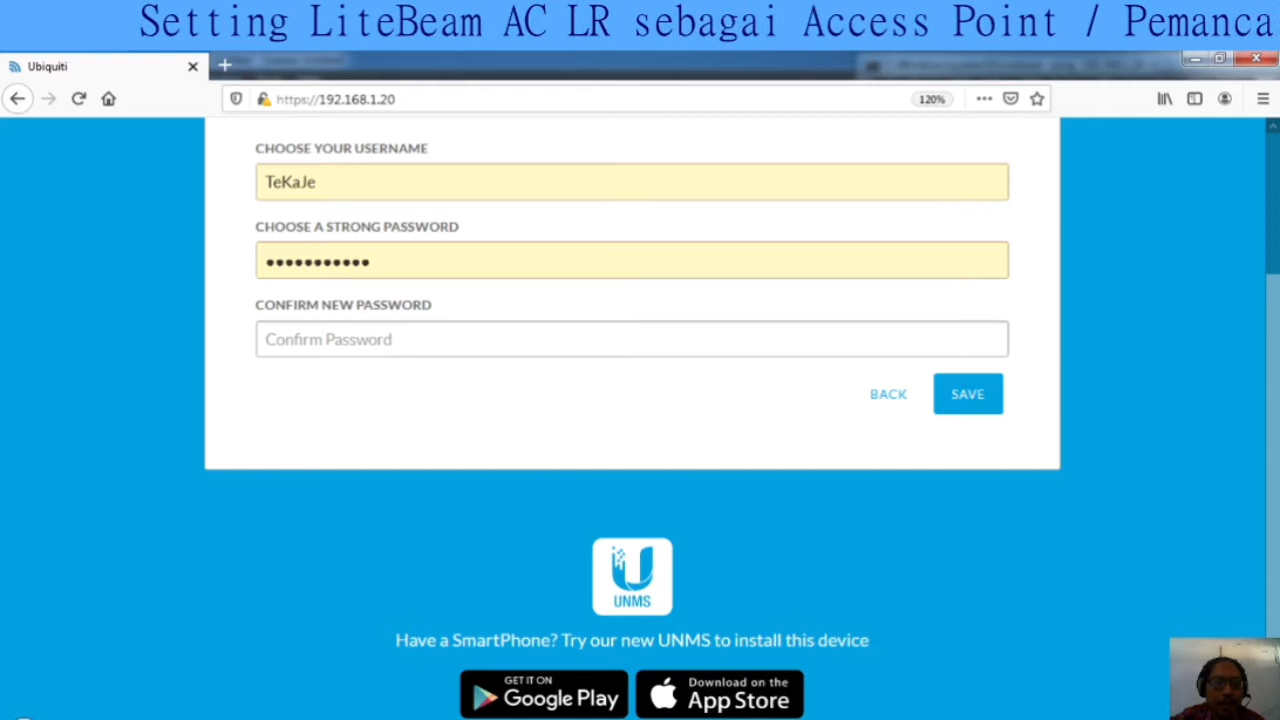 Setting LiteBeam AC LR sebagai Access Point / Pemanca
Ubiquiti
https://192.168.1.20
120%
CHOOSE YOUR USERNAME
TeKaJe
CHOOSE A STRONG PASSWORD
CONFIRM NEW PASSWORD
Confirm Password
BACK
SAVE
UNMS
Have a SmartPhone? Try our new UNMS to install this device
GET IT ON
Google Play
Download on the
App Store